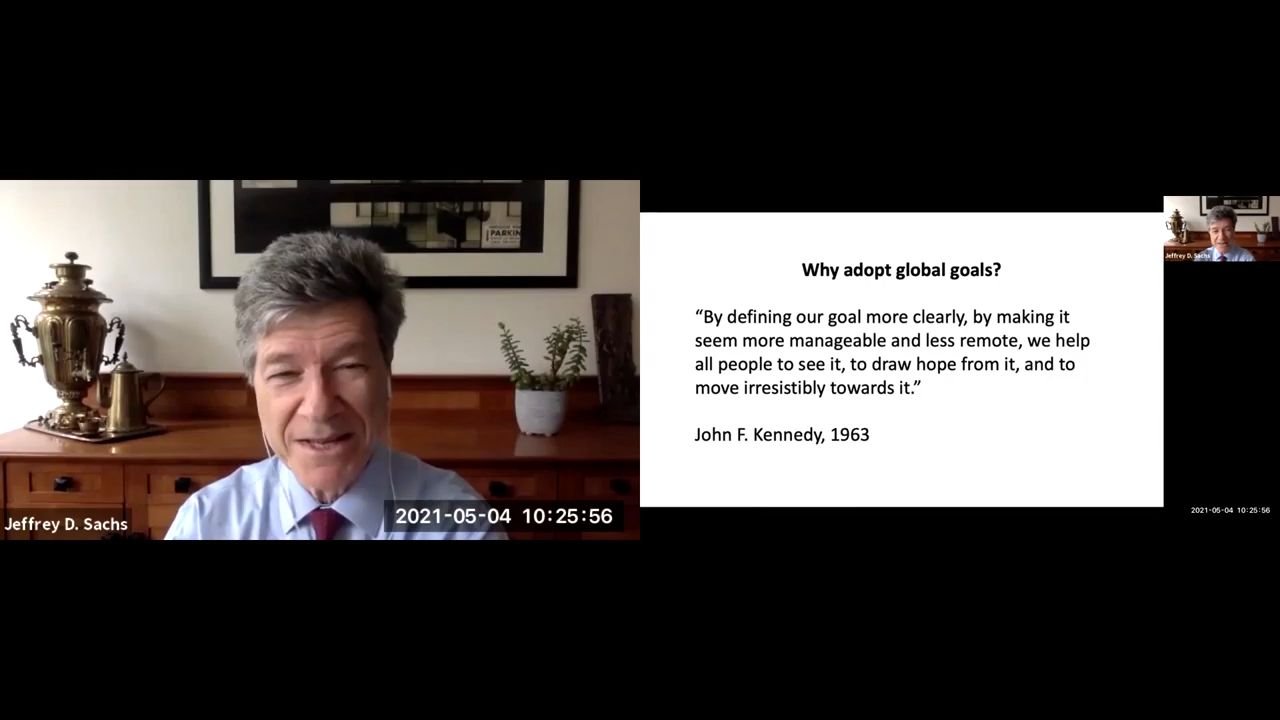 PARKIN
Jeffrey D. Sachs
2021-05-04 10:25:56
Why adopt global goals?
“By defining our goal more clearly, by making it
seem more manageable and less remote, we help
all people to see it, to draw hope from it, and to
move irresistibly towards it.”
John F. Kennedy, 1963
Jeffrey D. Sachs
2021-05-04 10:25:56